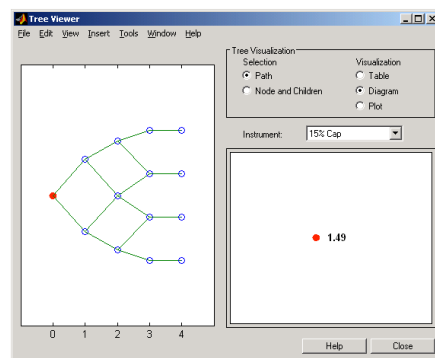 Tree Viewer
File Edit View Insert Tools Window Help
Tree Visualization
Selection
Visualization
Path
Table
Node and Children
Diagram
Plot
Instrument:
15% Cap
1.49
0 1 2 3 4
Help
Close